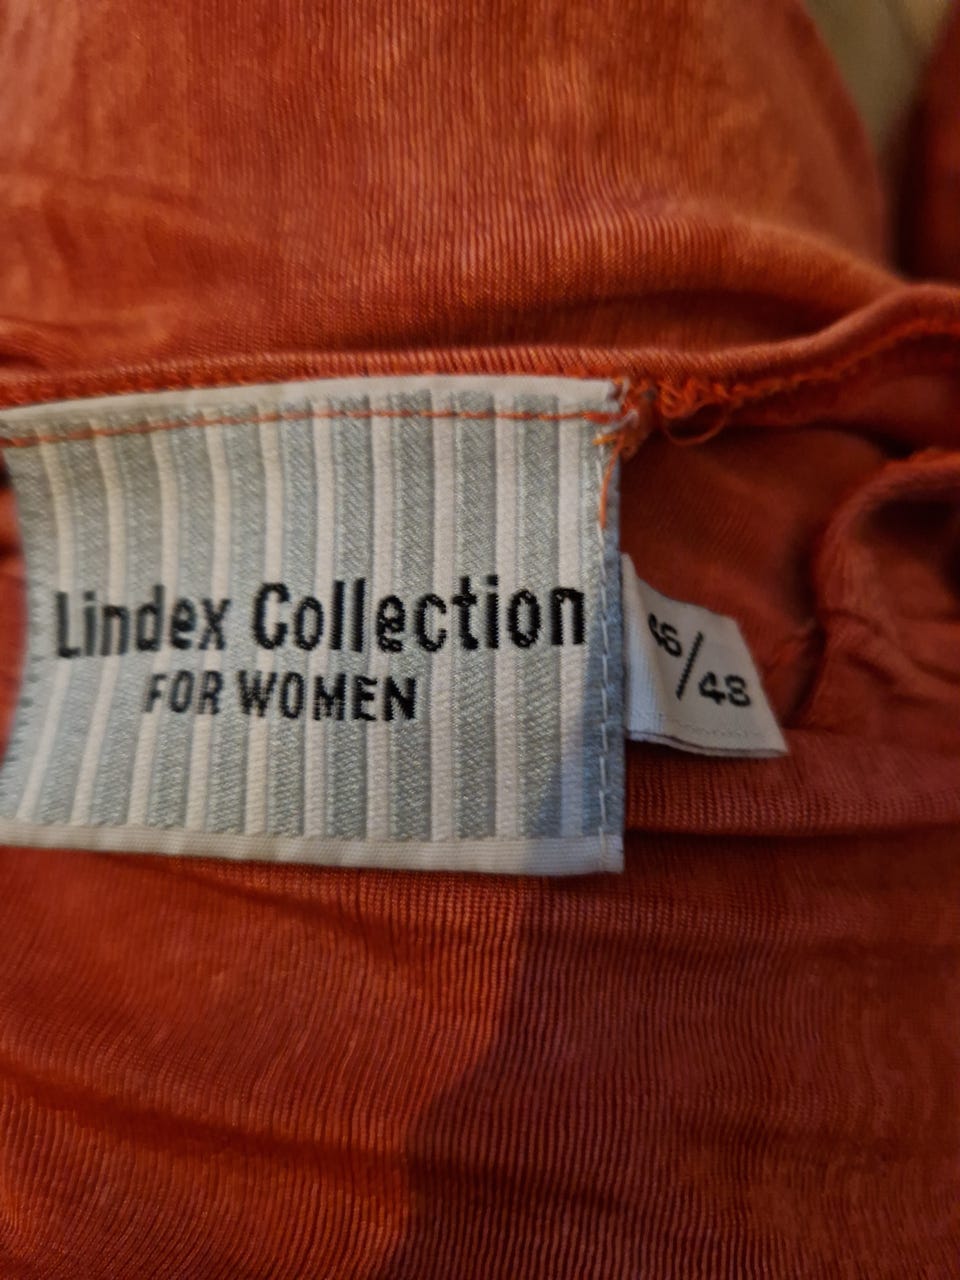 Lindex Collection
FOR WOMEN
46/48